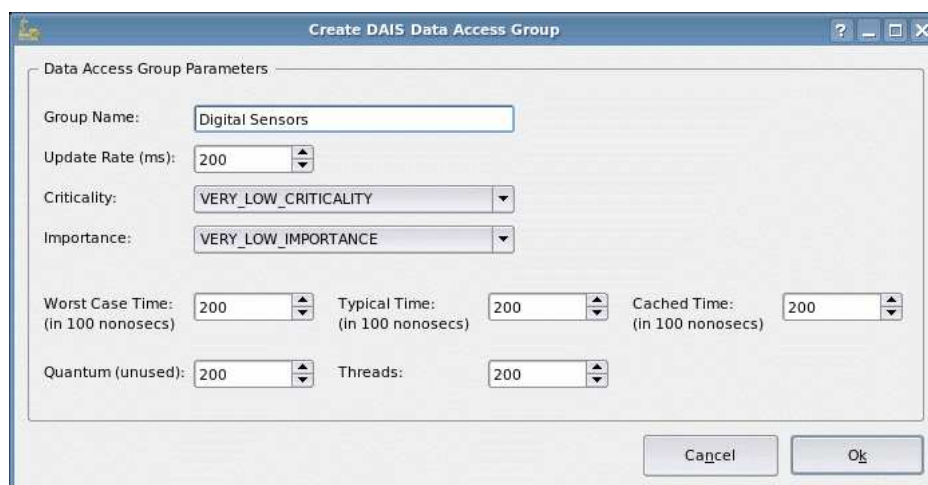 Create DAIS Data Access Group
Data Access Group Parameters
Group Name: Digital Sensors
Update Rate (ms): 200
Criticality: VERY_LOW_CRITICALITY
Importance: VERY_LOW_IMPORTANCE
Worst Case Time: 200 Typical Time: 200 Cached Time: 200
(in 100 nonosecs) (in 100 nonosecs) (in 100 nonosecs)
Quantum (unused): 200 Threads: 200
Cancel Ok